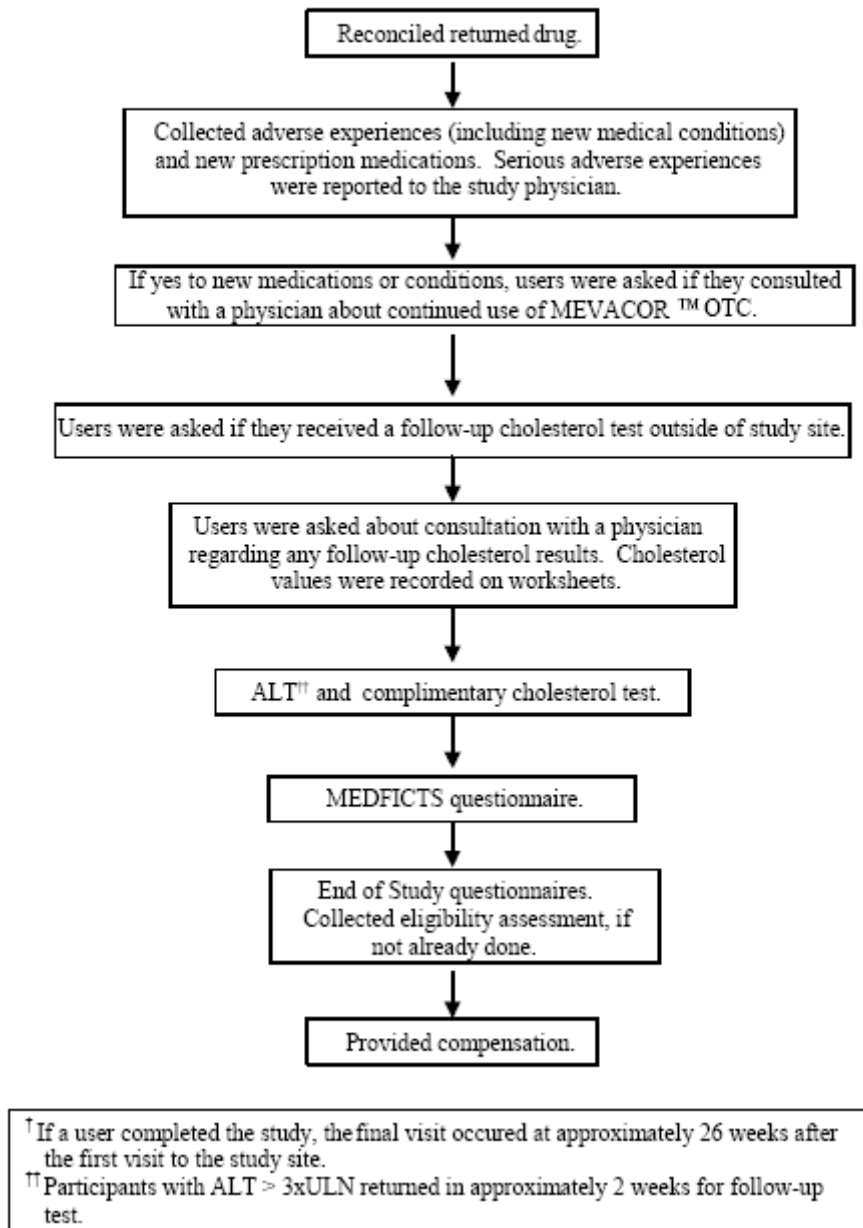 Reconciled returned drug.
Collected adverse experiences (including new medical conditions)
and new prescription medications. Serious adverse experiences
were reported to the study physician.
If yes to new medications or conditions, users were asked if they consulted
with a physician about continued use of MEVACOR ™ OTC.
Users were asked if they received a follow-up cholesterol test outside of study site.
Users were asked about consultation with a physician
regarding any follow-up cholesterol results. Cholesterol
values were recorded on worksheets.
ALT†† and complimentary cholesterol test.
MEDFICTS questionnaire.
End of Study questionnaires.
Collected eligibility assessment, if
not already done.
Provided compensation.
† If a user completed the study, the final visit occured at approximately 26 weeks after
the first visit to the study site.
†† Participants with ALT > 3xULN returned in approximately 2 weeks for follow-up
test.